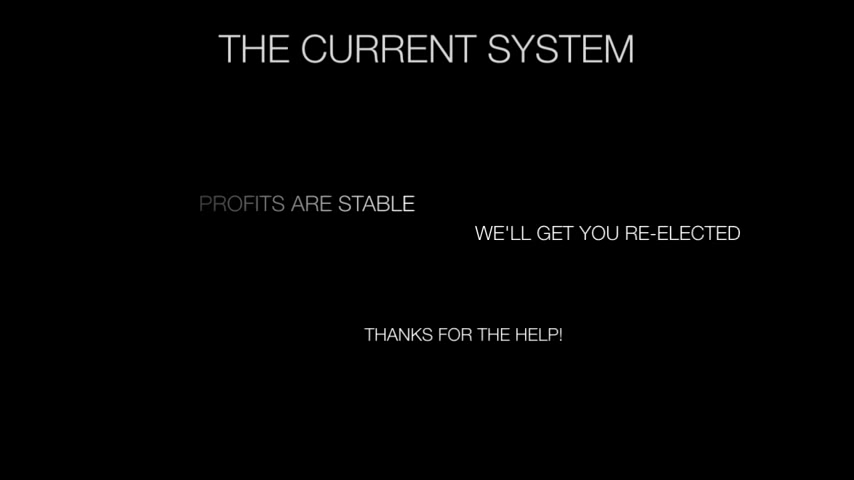 THE CURRENT SYSTEM
PROFITS ARE STABLE
WE'LL GET YOU RE-ELECTED
THANKS FOR THE HELP!